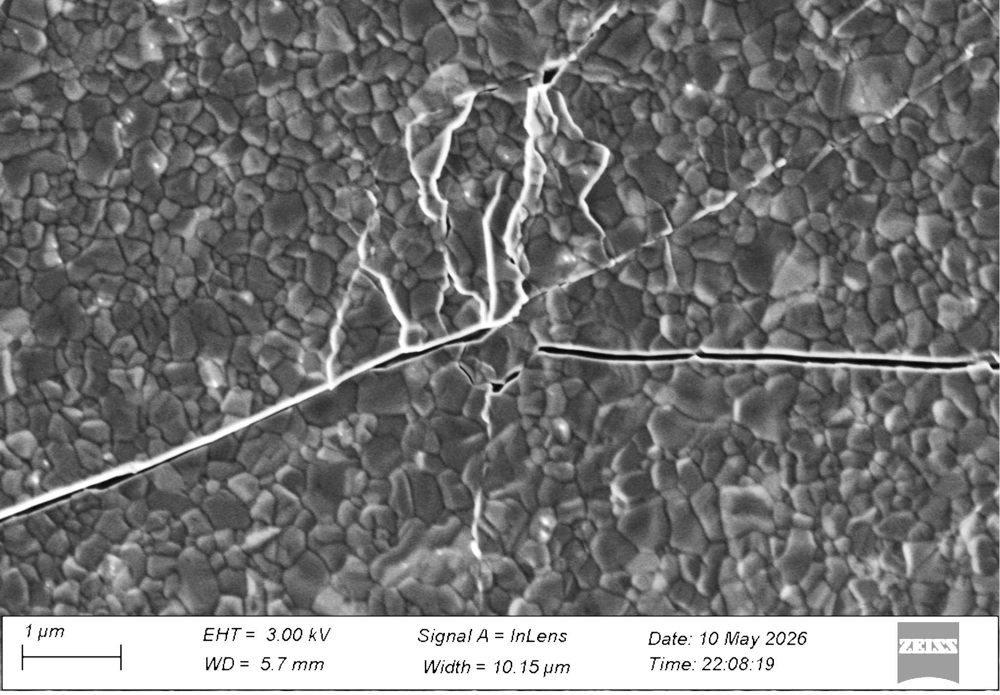 1 µm
EHT = 3.00 kV
WD = 5.7 mm
Signal A = InLens
Width = 10.15 µm
Date: 10 May 2026
Time: 22:08:19
ZEISS